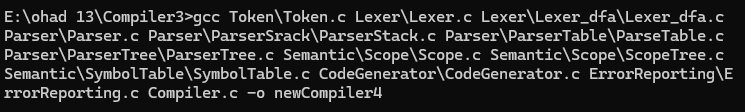 E:\ohad 13\Compiler3>gcc Token\Token.c Lexer\Lexer.c Lexer\Lexer_dfa\Lexer_dfa.c
Parser\Parser.c Parser\ParserSrack\ParserStack.c Parser\ParserTable\ParseTable.c
Parser\ParserTree\ParserTree.c Semantic\Scope\Scope.c Semantic\Scope\ScopeTree.c
Semantic\SymbolTable\SymbolTable.c CodeGenerator\CodeGenerator.c ErrorReporting\E
rrorReporting.c Compiler.c -o newCompiler4